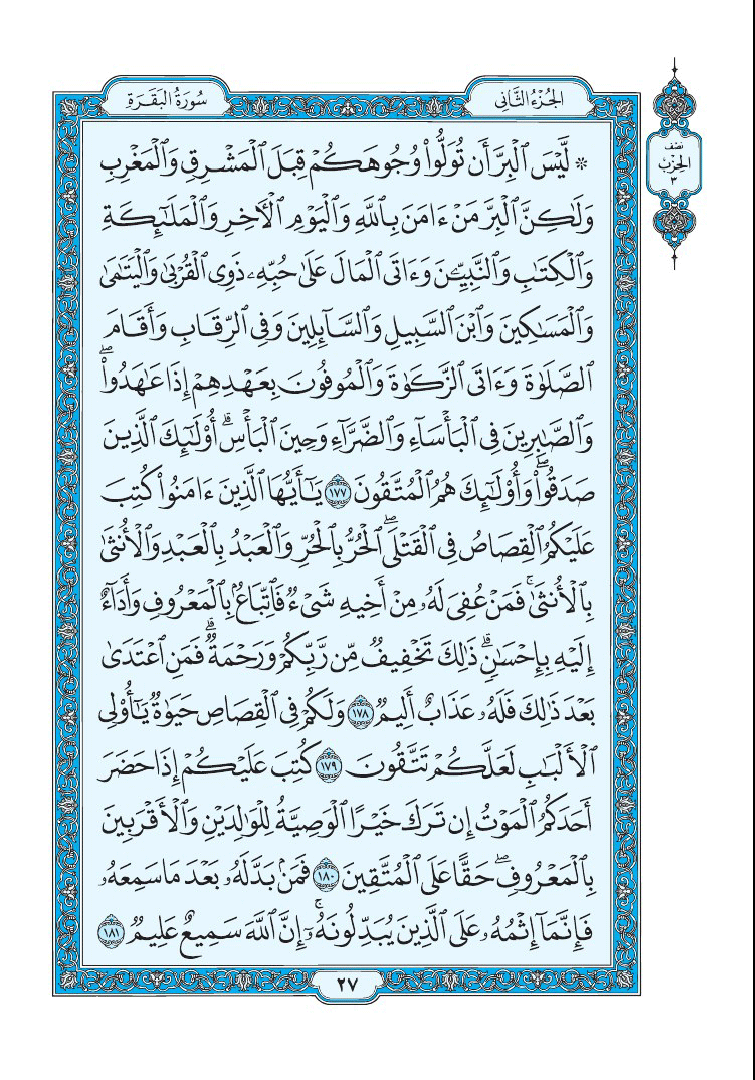 الجُزْءُ الثَّانِي
سُورَةُ البَقَرَةِ
نصف
الحزب
٣
* لَّيْسَ ٱلْبِرَّ أَن تُوَلُّوا۟ وُجُوهَكُمْ قِبَلَ ٱلْمَشْرِقِ وَٱلْمَغْرِبِ
وَلَـٰكِنَّ ٱلْبِرَّ مَنْ ءَامَنَ بِٱللَّهِ وَٱلْيَوْمِ ٱلْـَٔاخِرِ وَٱلْمَلَـٰٓئِكَةِ
وَٱلْكِتَـٰبِ وَٱلنَّبِيِّـۧنَ وَءَاتَى ٱلْمَالَ عَلَىٰ حُبِّهِۦ ذَوِى ٱلْقُرْبَىٰ وَٱلْيَتَـٰمَىٰ
وَٱلْمَسَـٰكِينَ وَٱبْنَ ٱلسَّبِيلِ وَٱلسَّآئِلِينَ وَفِى ٱلرِّقَابِ وَأَقَامَ
ٱلصَّلَوٰةَ وَءَاتَى ٱلزَّكَوٰةَ وَٱلْمُوفُونَ بِعَهْدِهِمْ إِذَا عَـٰهَدُوا۟ۖ
وَٱلصَّـٰبِرِينَ فِى ٱلْبَأْسَآءِ وَٱلضَّرَّآءِ وَحِينَ ٱلْبَأْسِۗ أُو۟لَـٰٓئِكَ ٱلَّذِينَ
صَدَقُوا۟ۖ وَأُو۟لَـٰٓئِكَ هُمُ ٱلْمُتَّقُونَ ١٧٧ يَـٰٓأَيُّهَا ٱلَّذِينَ ءَامَنُوا۟ كُتِبَ
عَلَيْكُمُ ٱلْقِصَاصُ فِى ٱلْقَتْلَىۖ ٱلْحُرُّ بِٱلْحُرِّ وَٱلْعَبْدُ بِٱلْعَبْدِ وَٱلْأُنثَىٰ
بِٱلْأُنثَىٰۚ فَمَنْ عُفِىَ لَهُۥ مِنْ أَخِيهِ شَىْءٌ فَٱتِّبَاعٌۢ بِٱلْمَعْرُوفِ وَأَدَآءٌ
إِلَيْهِ بِإِحْسَـٰنٍۗ ذَٰلِكَ تَخْفِيفٌ مِّن رَّبِّكُمْ وَرَحْمَةٌۗ فَمَنِ ٱعْتَدَىٰ
بَعْدَ ذَٰلِكَ فَلَهُۥ عَذَابٌ أَلِيمٌ ١٧٨ وَلَكُمْ فِى ٱلْقِصَاصِ حَيَوٰةٌ يَـٰٓأُو۟لِى
ٱلْأَلْبَـٰبِ لَعَلَّكُمْ تَتَّقُونَ ١٧٩ كُتِبَ عَلَيْكُمْ إِذَا حَضَرَ
أَحَدَكُمُ ٱلْمَوْتُ إِن تَرَكَ خَيْرًا ٱلْوَصِيَّةُ لِلْوَٰلِدَيْنِ وَٱلْأَقْرَبِينَ
بِٱلْمَعْرُوفِۖ حَقًّا عَلَى ٱلْمُتَّقِينَ ١٨٠ فَمَنۢ بَدَّلَهُۥ بَعْدَ مَا سَمِعَهُۥ
فَإِنَّمَآ إِثْمُهُۥ عَلَى ٱلَّذِينَ يُبَدِّلُونَهُۥٓۚ إِنَّ ٱللَّهَ سَمِيعٌ عَلِيمٌ ١٨١
٢٧